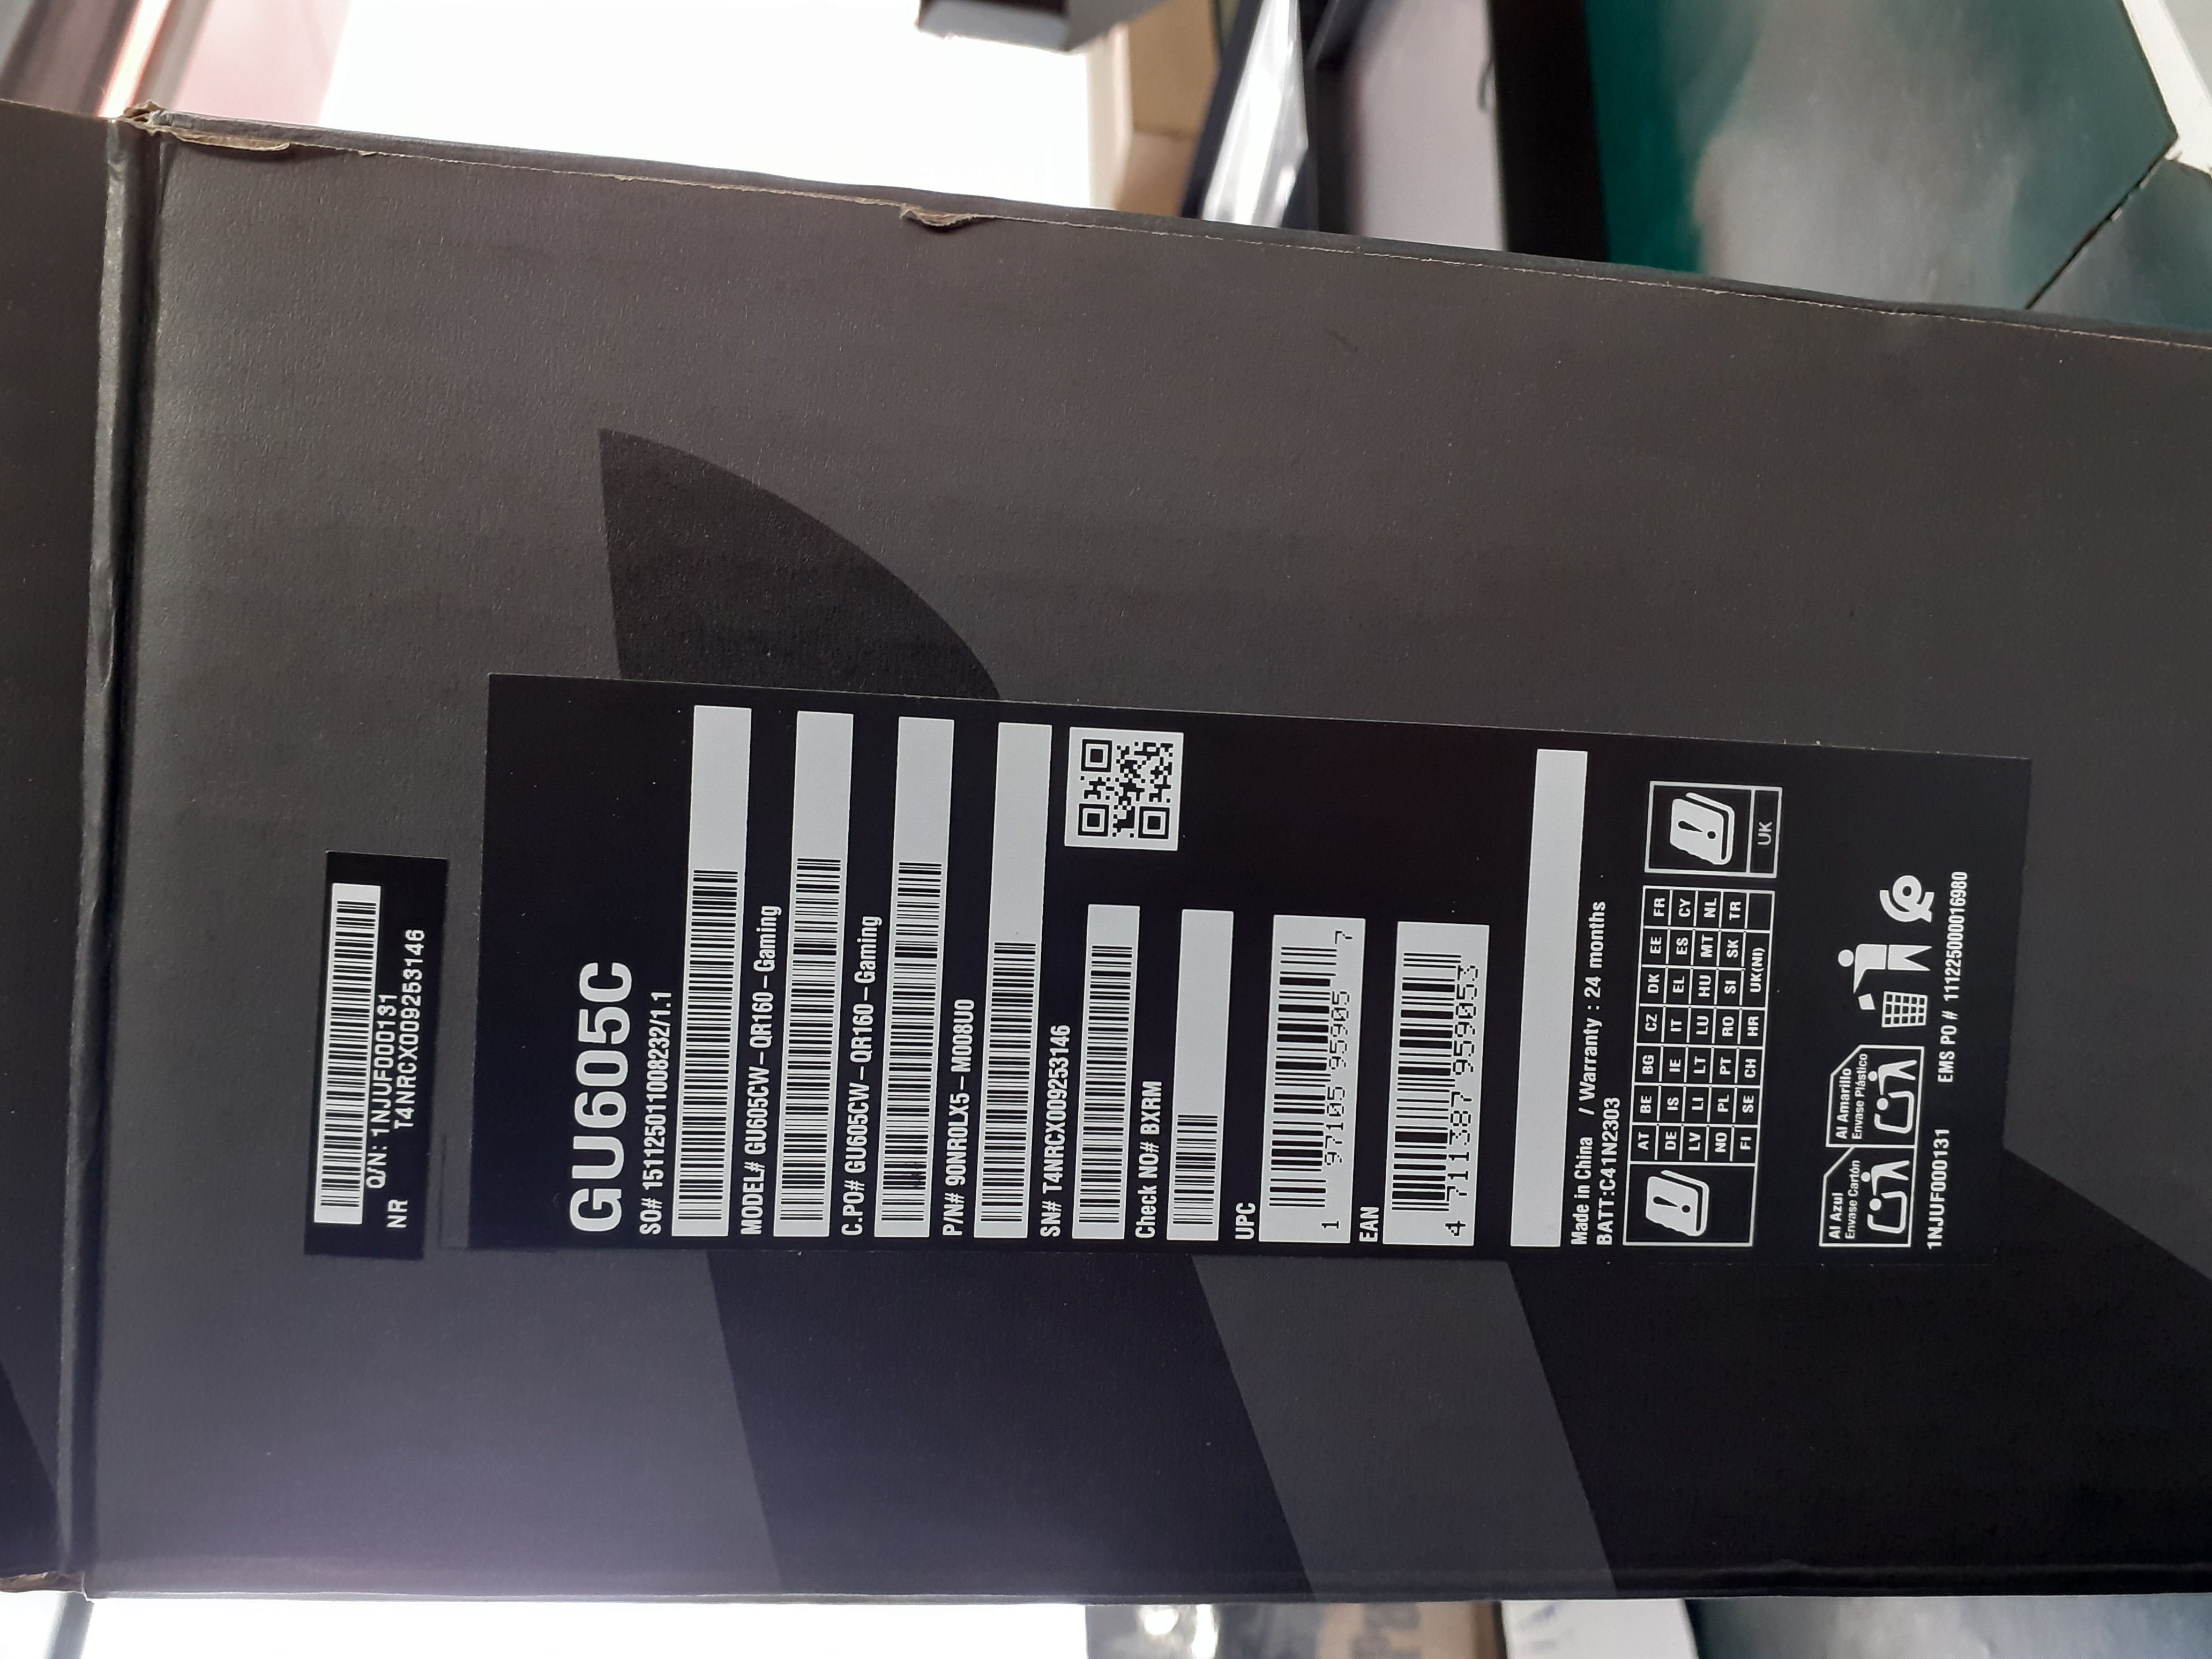 Q/N: 1NJUF000131
NR T4NRCX009253146
GU605C
SO# 151125011008232/1.1
MODEL# GU605CW-QR160-Gaming
C.PO# GU605CW-QR160-Gaming
P/N# 90NR0LX5-M008U0
SN# T4NRCX009253146
Check NO# BXRM
UPC
1 97105 95905 7
EAN
4 711387 959053
Made in China / Warranty : 24 months
BATT:C41N2303
AT BE BG CZ DK EE FR
DE IS IE IT EL ES CY
LV LI LT LU HU MT NL
NO PL PT RO SI SK TR
FI SE CH HR UK(NI)
UK
Al Azul
Envase Cartón
Al Amarillo
Envase Plástico
1NJUF000131 EMS PO # 1112250000016980